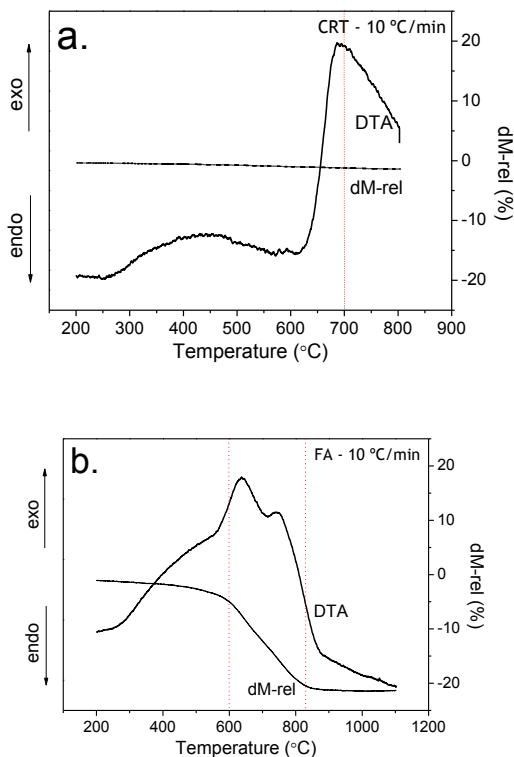 a.
CRT - 10 ºC/min
exo
endo
DTA
dM-rel
20
10
0
-10
-20
dM-rel (%)
200 300 400 500 600 700 800 900
Temperature (°C)
b.
FA - 10 ºC/min
exo
endo
DTA
dM-rel
20
10
0
-10
-20
dM-rel (%)
200 400 600 800 1000 1200
Temperature (°C)